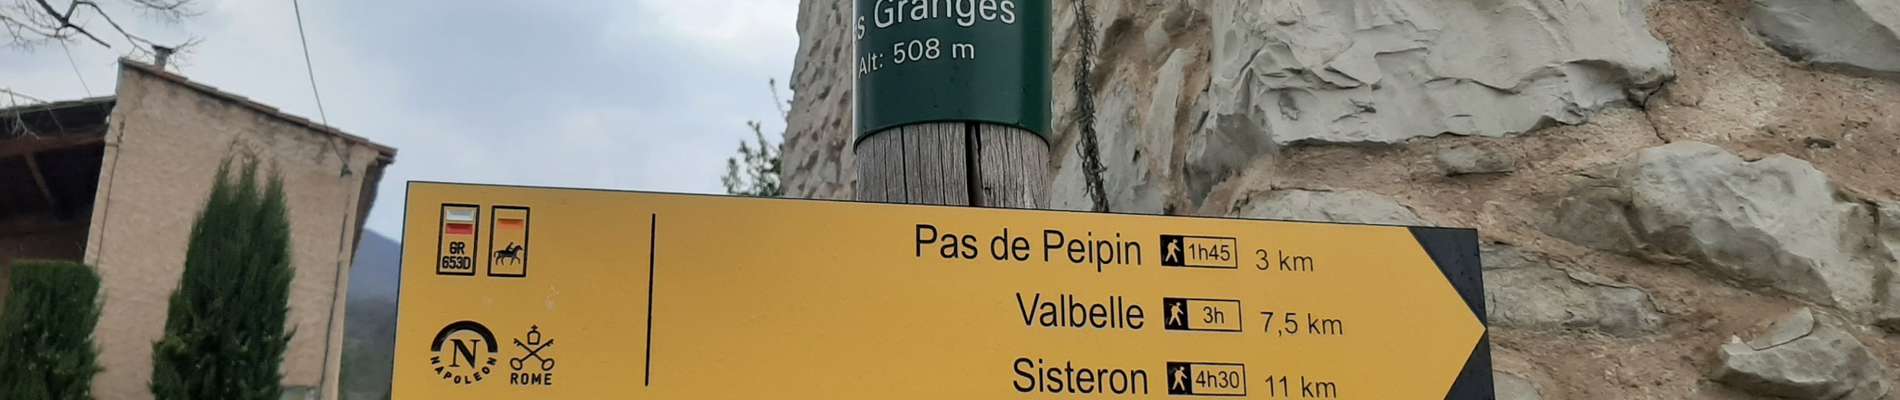 s Granges
Alt: 508 m
GR
653D
Pas de Peipin 1h45 3 km
Valbelle 3h 7,5 km
N
NAPOLEON
ROME
Sisteron 4h30 11 km